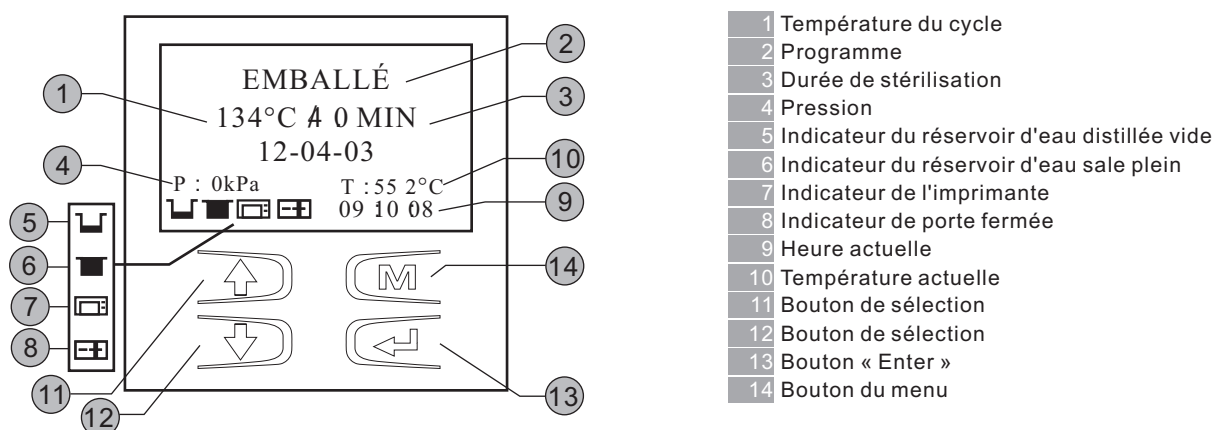 EMBALLÉ
134°C 4 0 MIN
12-04-03
P : 0kPa
T :55 2°C
09 10 08
1
2
3
4
5
6
7
8
9
10
11
12
13
14
M
1 Température du cycle
2 Programme
3 Durée de stérilisation
4 Pression
5 Indicateur du réservoir d'eau distillée vide
6 Indicateur du réservoir d'eau sale plein
7 Indicateur de l'imprimante
8 Indicateur de porte fermée
9 Heure actuelle
10 Température actuelle
11 Bouton de sélection
12 Bouton de sélection
13 Bouton « Enter »
14 Bouton du menu